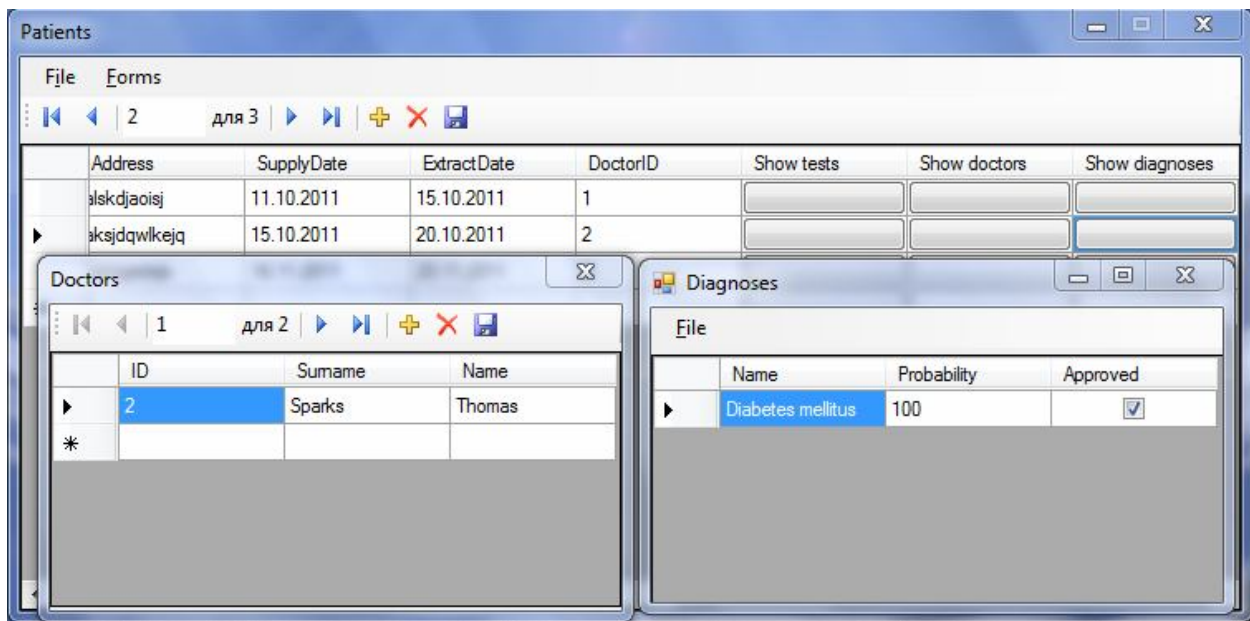 Patients
File Forms
2 для 3
Address SupplyDate ExtractDate DoctorID Show tests Show doctors Show diagnoses
alskdjaoisj 11.10.2011 15.10.2011 1
aksjdqwlkejq 15.10.2011 20.10.2011 2
Doctors
1 для 2
ID Surname Name
2 Sparks Thomas
Diagnoses
File
Name Probability Approved
Diabetes mellitus 100